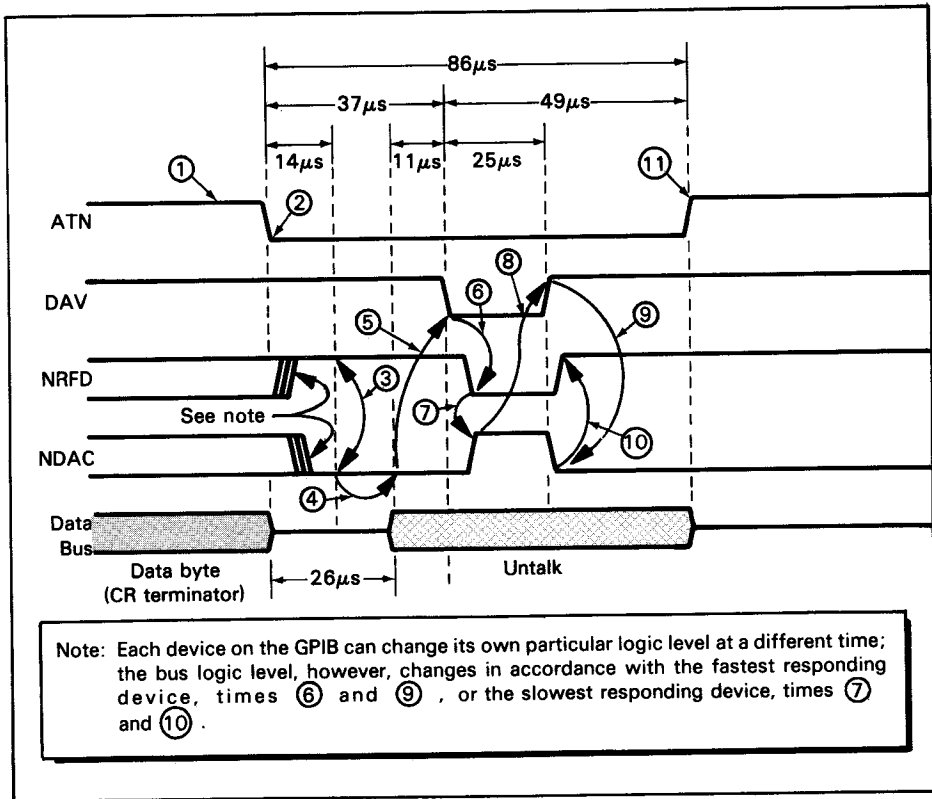 86µs
37µs
49µs
14µs
11µs
25µs
①
②
⑪
ATN
⑧
DAV
⑥
⑤
⑨
NRFD
③
See note
⑦
NDAC
⑩
④
Data
Bus
Data byte
(CR terminator)
26µs
Untalk
Note: Each device on the GPIB can change its own particular logic level at a different time;
the bus logic level, however, changes in accordance with the fastest responding
device, times ⑥ and ⑨ , or the slowest responding device, times ⑦
and ⑩ .